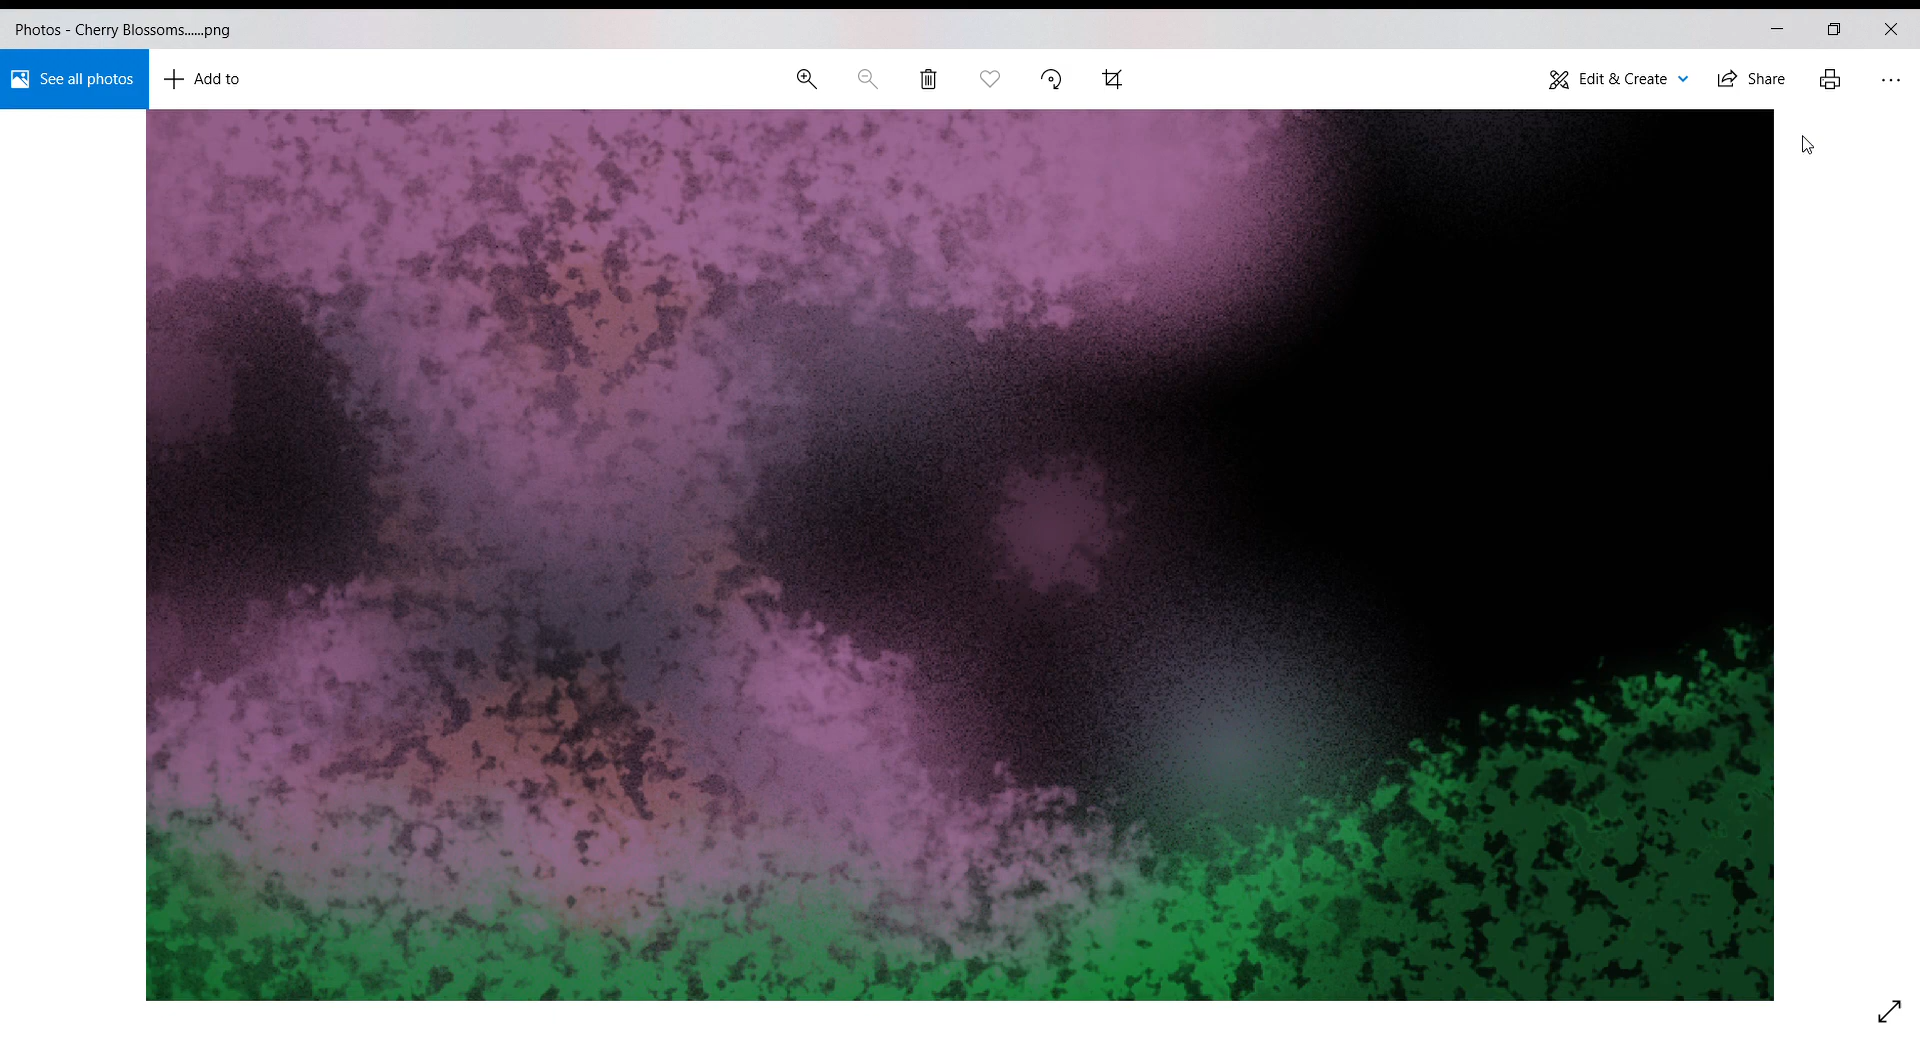 Photos - Cherry Blossoms......png
See all photos
Add to
Edit & Create
Share